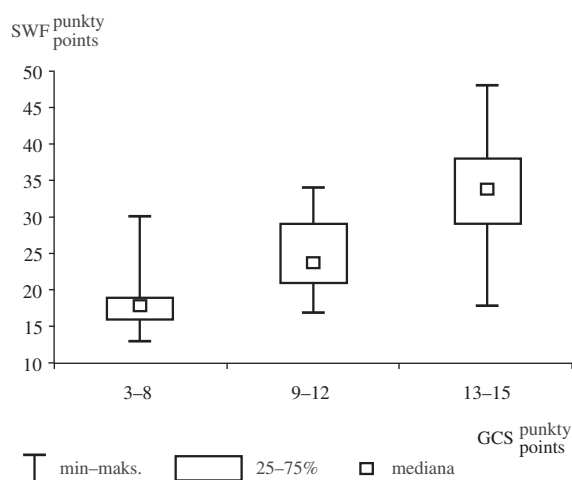 SWF punkty
points
50
45
40
35
30
25
20
15
10
3–8 9–12 13–15
GCS punkty
points
min–maks. 25–75% mediana